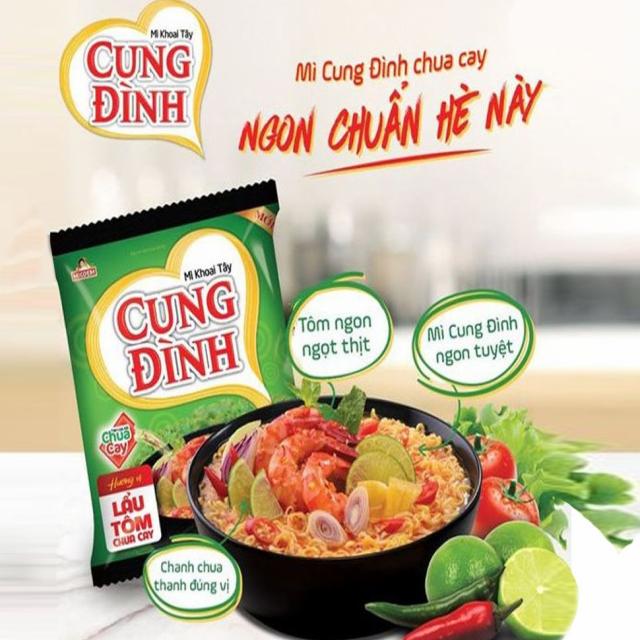 Mì Khoai Tây
CUNG
ĐÌNH
Mì Cung Đình chua cay
NGON CHUẨN HÈ NÀY
MỚI
MICOEM
Mì Khoai Tây
CUNG
ĐÌNH
Chua
Cay
Hương vị
LẨU
TÔM
CHUA CAY
Tôm ngon
ngọt thịt
Mì Cung Đình
ngon tuyệt
Chanh chua
thanh đúng vị